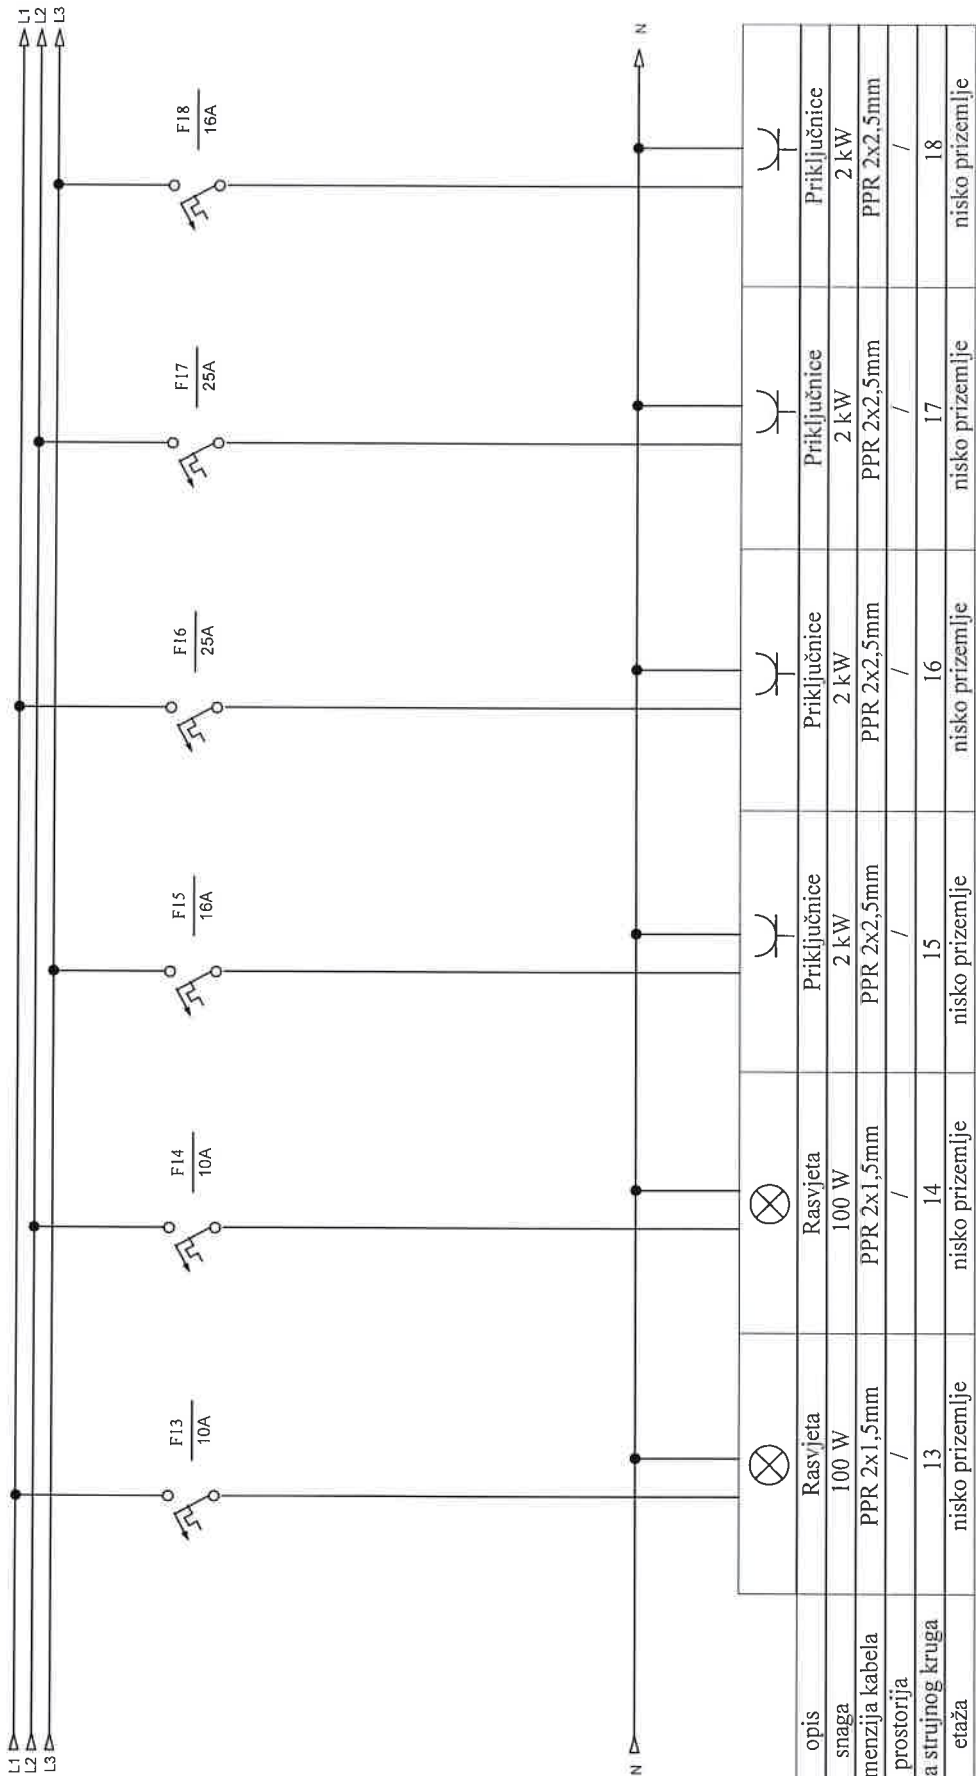 L1
L2
L3
L1
L2
L3
F13
10A
F14
10A
F15
16A
F16
25A
F17
25A
F18
16A
N
N
opis Rasvjeta Rasvjeta Priključnice Priključnice Priključnice Priključnice
snaga 100 W 100 W 2 kW 2 kW 2 kW 2 kW
menzija kabela PPR 2x1,5mm PPR 2x1,5mm PPR 2x2,5mm PPR 2x2,5mm PPR 2x2,5mm PPR 2x2,5mm
prostorija / / / / / /
a strujnog kruga 13 14 15 16 17 18
etaža nisko prizemlje nisko prizemlje nisko prizemlje nisko prizemlje nisko prizemlje nisko prizemlje